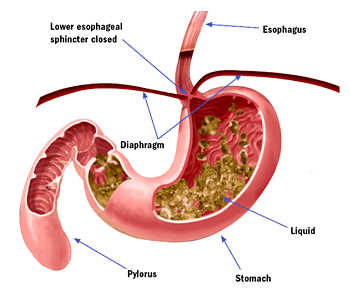 Lower esophageal
sphincter closed
Esophagus
Diaphragm
Liquid
Pylorus
Stomach